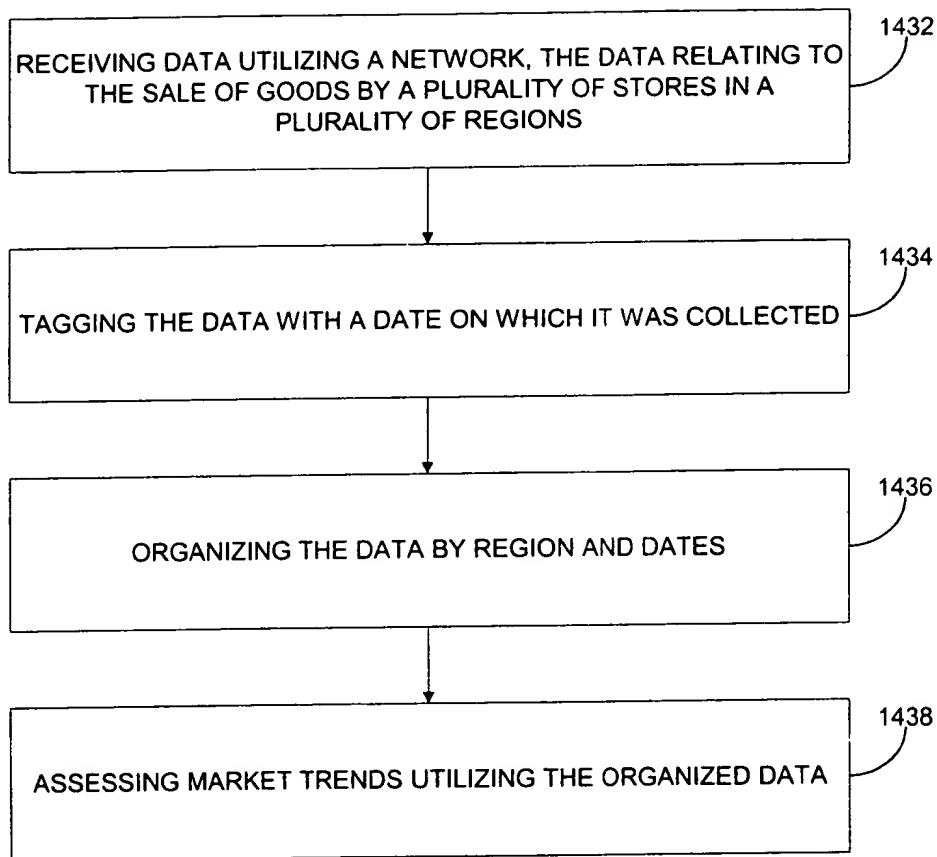 1432
RECEIVING DATA UTILIZING A NETWORK, THE DATA RELATING TO
THE SALE OF GOODS BY A PLURALITY OF STORES IN A
PLURALITY OF REGIONS
1434
TAGGING THE DATA WITH A DATE ON WHICH IT WAS COLLECTED
1436
ORGANIZING THE DATA BY REGION AND DATES
1438
ASSESSING MARKET TRENDS UTILIZING THE ORGANIZED DATA